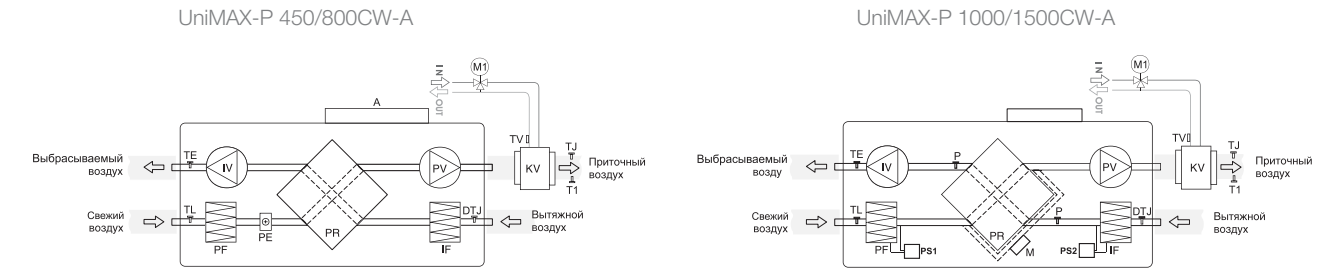 UniMAX-P 450/800CW-A
IN
M1
OUT
A
TV
TJ
Выбрасываемый
воздух
TE
IV
PV
KV
Приточный
воздух
T1
Свежий
воздух
TL
PF
PE
PR
IF
DTJ
Вытяжной
воздух
UniMAX-P 1000/1500CW-A
IN
M1
OUT
TV
TJ
Выбрасываемый
возду
TE
IV
P
PV
KV
Приточный
воздух
T1
Свежий
воздух
TL
PF
PS1
PR
M
P
PS2
IF
DTJ
Вытяжной
воздух